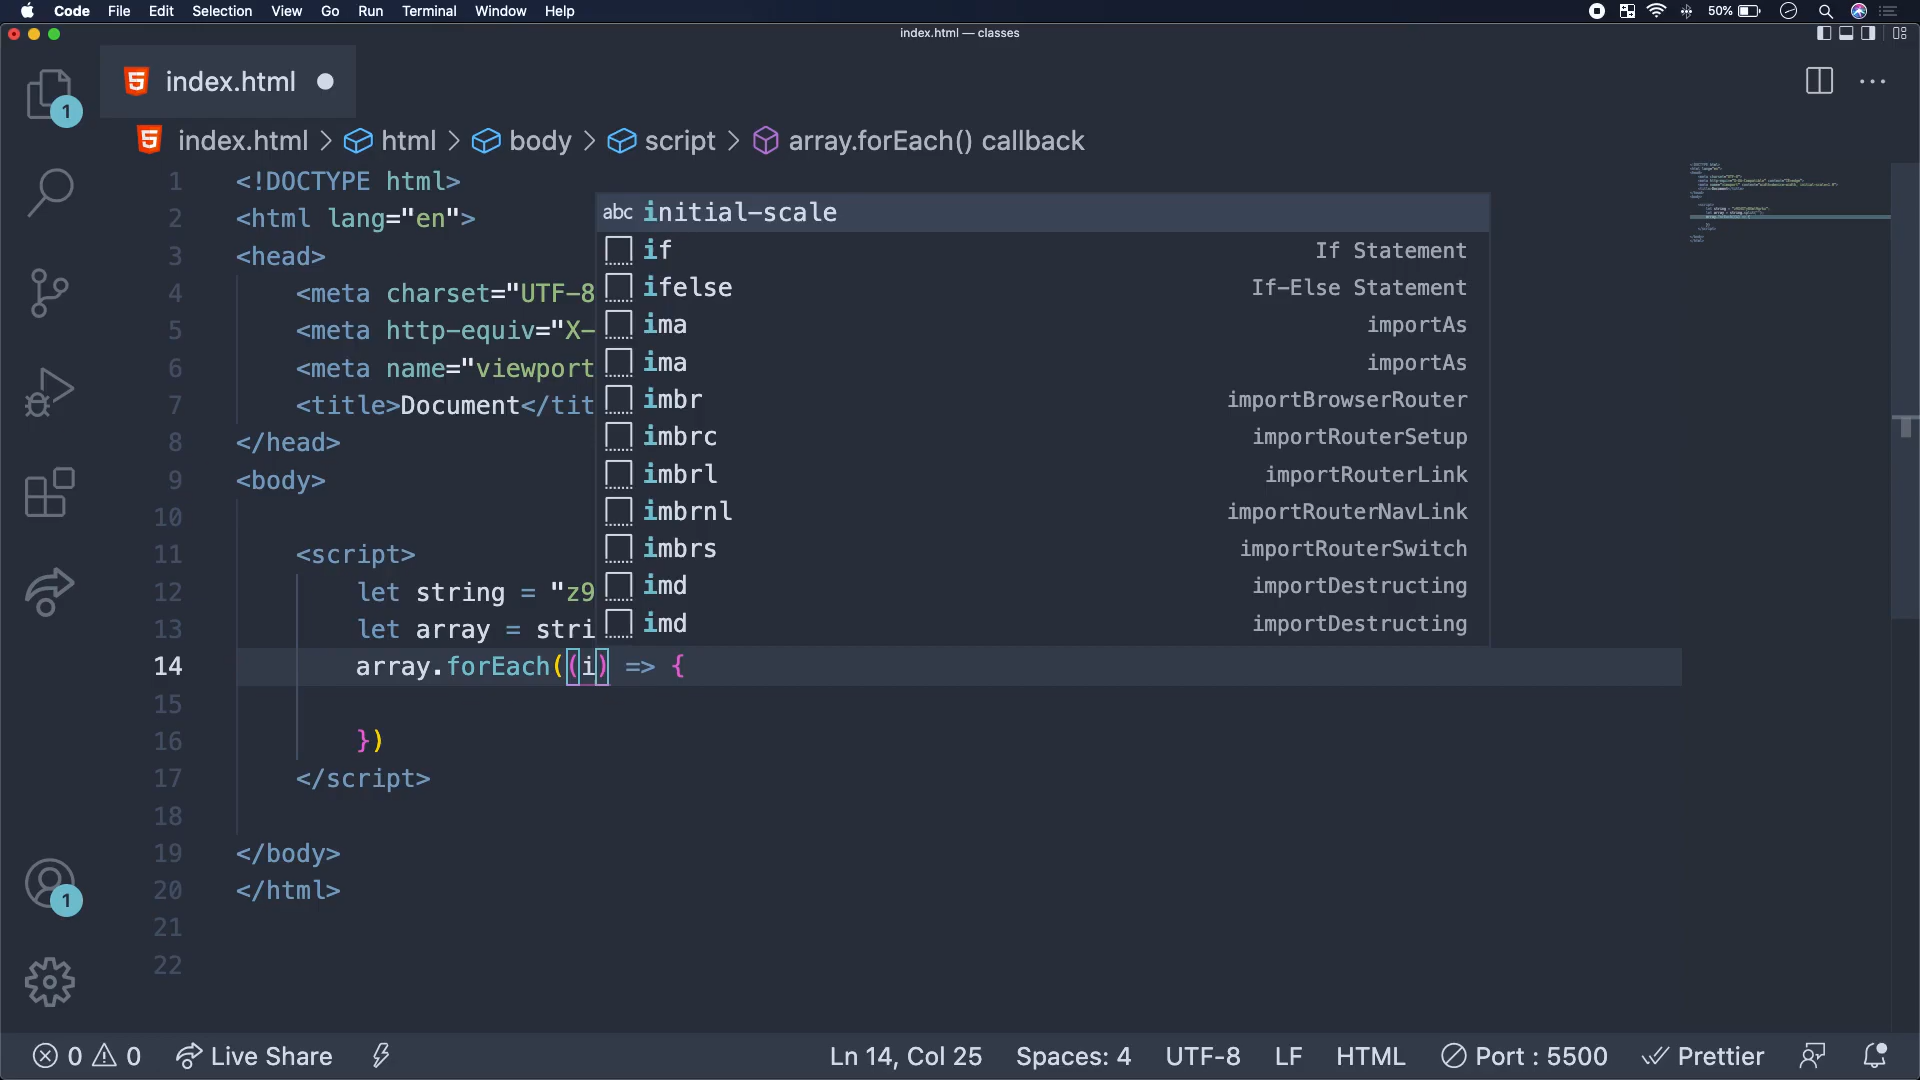 Code File Edit Selection View Go Run Terminal Window Help 50%
index.html — classes
index.html
index.html > html > body > script > array.forEach() callback
1 <!DOCTYPE html>
2 <html lang="en">
3 <head>
4 <meta charset="UTF-8
5 <meta http-equiv="X-
6 <meta name="viewport
7 <title>Document</tit
8 </head>
9 <body>
10
11 <script>
12 let string = "z9
13 let array = stri
14 array.forEach((i) => {
15
16 })
17 </script>
18
19 </body>
20 </html>
21
22
abc initial-scale
if If Statement
ifelse If-Else Statement
ima importAs
ima importAs
imbr importBrowserRouter
imbrc importRouterSetup
imbrl importRouterLink
imbrnl importRouterNavLink
imbrs importRouterSwitch
imd importDestructing
imd importDestructing
1
1
0 0 Live Share Ln 14, Col 25 Spaces: 4 UTF-8 LF HTML Port : 5500 Prettier